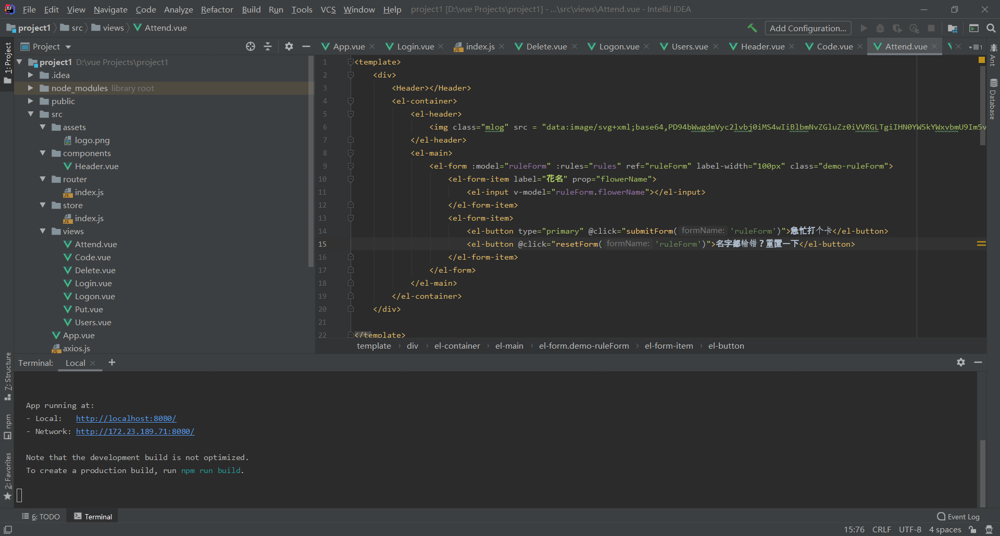 File Edit View Navigate Code Analyze Refactor Build Run Tools VCS Window Help project1 [D:\vue Projects\project1] - ...\src\views\Attend.vue - IntelliJ IDEA
project1 src views Attend.vue Add Configuration...
1: Project
Project
App.vue Login.vue index.js Delete.vue Logon.vue Users.vue Header.vue Code.vue Attend.vue
Ant
Database
project1 D:\vue Projects\project1
.idea
node_modules library root
public
src
assets
logo.png
components
Header.vue
router
index.js
store
index.js
views
Attend.vue
Code.vue
Delete.vue
Login.vue
Logon.vue
Put.vue
Users.vue
App.vue
axios.js
1 <template>
2 <div>
3 <Header></Header>
4 <el-container>
5 <el-header>
6 <img class="mlog" src = "data:image/svg+xml;base64,PD94bWwgdmVyc2lvbj0iMS4wIiBlbmNvZGluZz0iVVRGLTgiIHN0YW5kYWxvbmU9Im5v
7 </el-header>
8 <el-main>
9 <el-form :model="ruleForm" :rules="rules" ref="ruleForm" label-width="100px" class="demo-ruleForm">
10 <el-form-item label="花名" prop="flowerName">
11 <el-input v-model="ruleForm.flowerName"></el-input>
12 </el-form-item>
13 <el-form-item>
14 <el-button type="primary" @click="submitForm( formName: 'ruleForm')">急忙打个卡</el-button>
15 <el-button @click="resetForm( formName: 'ruleForm')">名字都输错？重置一下</el-button>
16 </el-form-item>
17 </el-form>
18 </el-main>
19 </el-container>
20 </div>
21
22 </template>
template › div › el-container › el-main › el-form.demo-ruleForm › el-form-item › el-button
7: Structure
npm
2: Favorites
Terminal: Local +
App running at:
- Local: http://localhost:8080/
- Network: http://172.23.189.71:8080/
Note that the development build is not optimized.
To create a production build, run npm run build.
6: TODO Terminal Event Log
15:76 CRLF UTF-8 4 spaces